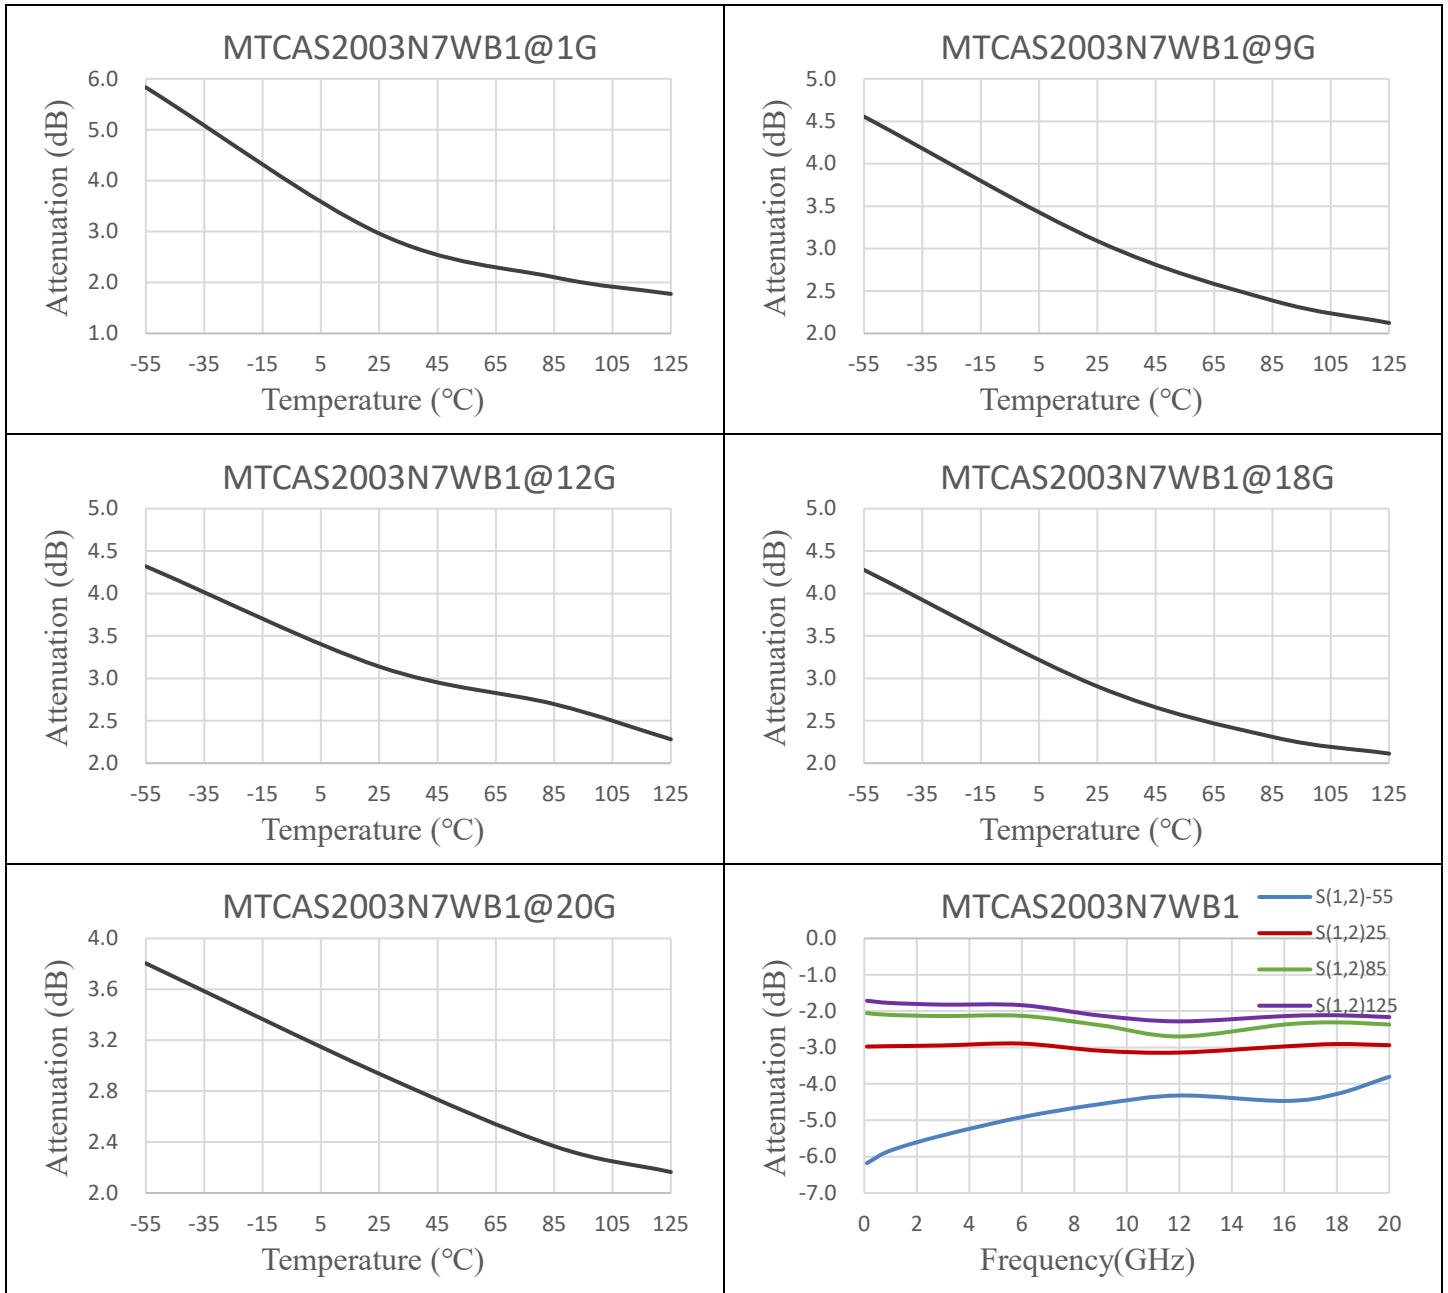 MTCAS2003N7WB1@1G
Attenuation (dB)
6.0
5.0
4.0
3.0
2.0
1.0
-55 -35 -15 5 25 45 65 85 105 125
Temperature (℃)
MTCAS2003N7WB1@9G
Attenuation (dB)
5.0
4.5
4.0
3.5
3.0
2.5
2.0
-55 -35 -15 5 25 45 65 85 105 125
Temperature (℃)
MTCAS2003N7WB1@12G
Attenuation (dB)
5.0
4.5
4.0
3.5
3.0
2.5
2.0
-55 -35 -15 5 25 45 65 85 105 125
Temperature (℃)
MTCAS2003N7WB1@18G
Attenuation (dB)
5.0
4.5
4.0
3.5
3.0
2.5
2.0
-55 -35 -15 5 25 45 65 85 105 125
Temperature (℃)
MTCAS2003N7WB1@20G
Attenuation (dB)
4.0
3.6
3.2
2.8
2.4
2.0
-55 -35 -15 5 25 45 65 85 105 125
Temperature (℃)
MTCAS2003N7WB1
S(1,2)-55
S(1,2)25
S(1,2)85
S(1,2)125
Attenuation (dB)
0.0
-1.0
-2.0
-3.0
-4.0
-5.0
-6.0
-7.0
0 2 4 6 8 10 12 14 16 18 20
Frequency(GHz)